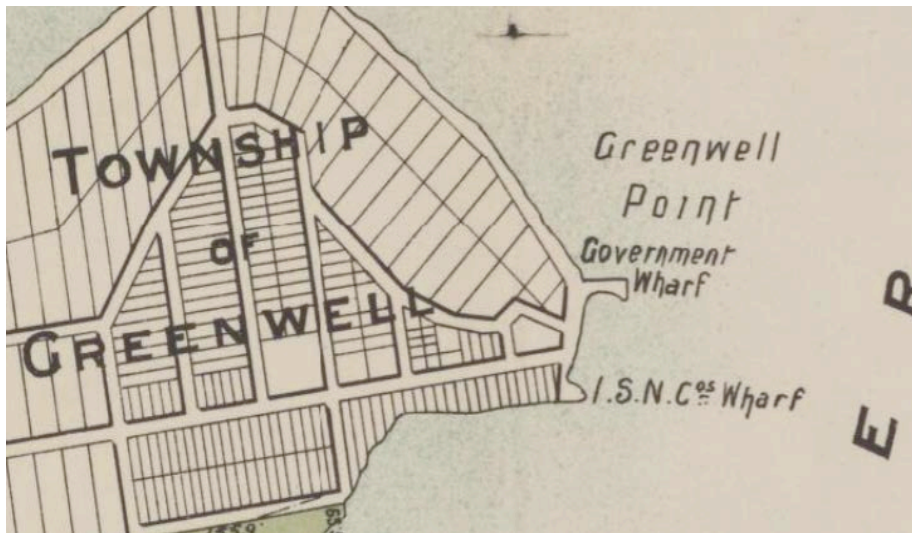 TOWNSHIP
OF
GREENWELL
Greenwell
Point
Government
Wharf
I.S.N. Cos Wharf
E R